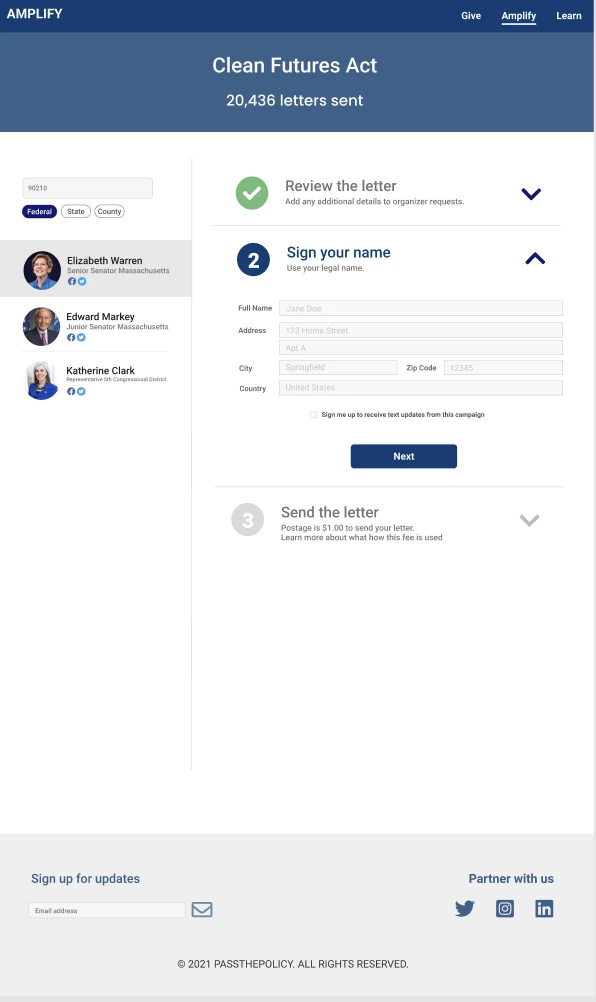 AMPLIFY
Give Amplify Learn
Clean Futures Act
20,436 letters sent
90210
Federal State County
Elizabeth Warren
Senior Senator Massachusetts
Edward Markey
Junior Senator Massachusetts
Katherine Clark
Representative 5th Congressional District
Review the letter
Add any additional details to organizer requests.
2
Sign your name
Use your legal name.
Full Name Jane Doe
Address 123 Home Street
Apt A
City Springfield Zip Code 12345
Country United States
Sign me up to receive text updates from this campaign
Next
3
Send the letter
Postage is $1.00 to send your letter.
Learn more about what how this fee is used
Sign up for updates
Email address
Partner with us
© 2021 PASSTHEPOLICY. ALL RIGHTS RESERVED.